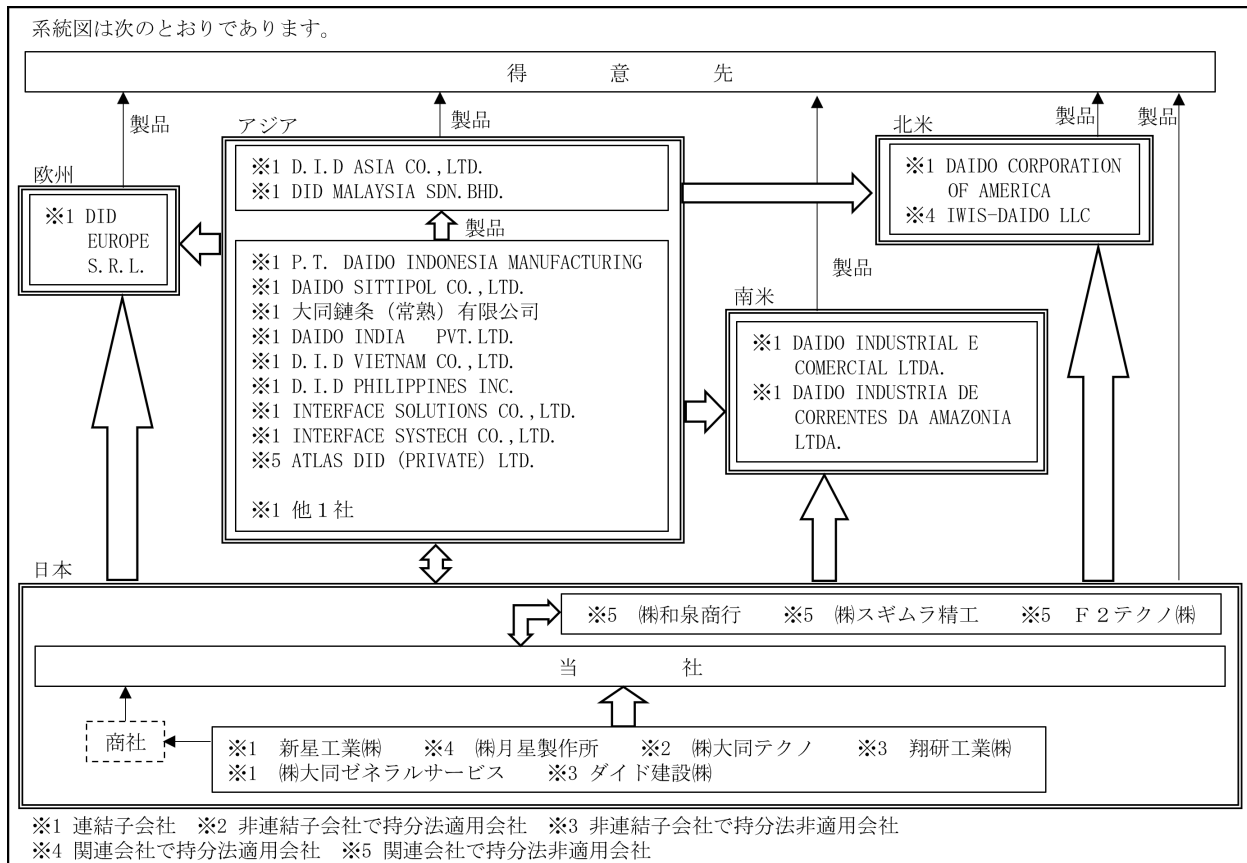 系統図は次のとおりであります。
得 意 先
製品
製品
製品
製品
製品
アジア
北米
欧州
南米
日本
※1 D.I.D ASIA CO.,LTD.
※1 DID MALAYSIA SDN.BHD.
製品
※1 DAIDO CORPORATION
OF AMERICA
※4 IWIS-DAIDO LLC
※1 DID
EUROPE
S.R.L.
※1 P.T. DAIDO INDONESIA MANUFACTURING
※1 DAIDO SITTIPOL CO.,LTD.
※1 大同鏈条（常熟）有限公司
※1 DAIDO INDIA PVT.LTD.
※1 D.I.D VIETNAM CO.,LTD.
※1 D.I.D PHILIPPINES INC.
※1 INTERFACE SOLUTIONS CO.,LTD.
※1 INTERFACE SYSTECH CO.,LTD.
※5 ATLAS DID (PRIVATE) LTD.
※1 他１社
※1 DAIDO INDUSTRIAL E
COMERCIAL LTDA.
※1 DAIDO INDUSTRIA DE
CORRENTES DA AMAZONIA
LTDA.
※5 ㈱和泉商行 ※5 ㈱スギムラ精工 ※5 Ｆ２テクノ㈱
当 社
商社
※1 新星工業㈱ ※4 ㈱月星製作所 ※2 ㈱大同テクノ ※3 翔研工業㈱
※1 ㈱大同ゼネラルサービス ※3 ダイド建設㈱
※1 連結子会社 ※2 非連結子会社で持分法適用会社 ※3 非連結子会社で持分法非適用会社
※4 関連会社で持分法適用会社 ※5 関連会社で持分法非適用会社